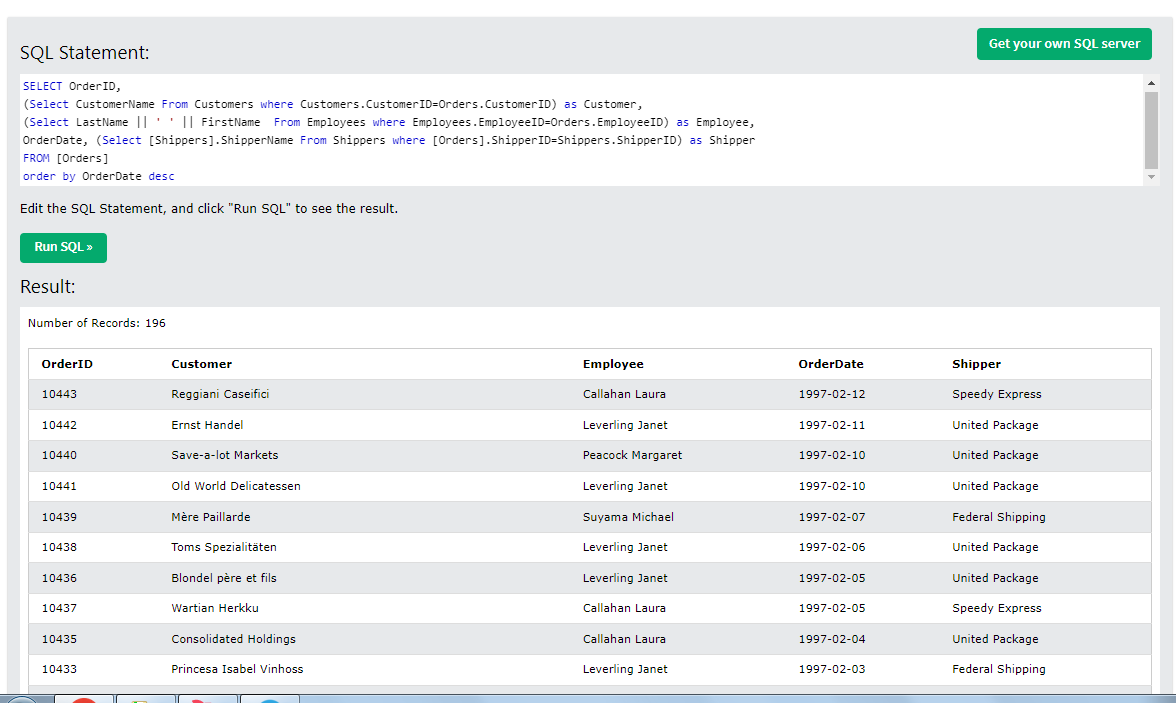 Get your own SQL server
SQL Statement:
SELECT OrderID,
(Select CustomerName From Customers where Customers.CustomerID=Orders.CustomerID) as Customer,
(Select LastName || ' ' || FirstName  From Employees where Employees.EmployeeID=Orders.EmployeeID) as Employee,
OrderDate, (Select [Shippers].ShipperName From Shippers where [Orders].ShipperID=Shippers.ShipperID) as Shipper
FROM [Orders]
order by OrderDate desc
Edit the SQL Statement, and click "Run SQL" to see the result.
Run SQL »
Result:
Number of Records: 196
OrderID Customer Employee OrderDate Shipper
10443 Reggiani Caseifici Callahan Laura 1997-02-12 Speedy Express
10442 Ernst Handel Leverling Janet 1997-02-11 United Package
10440 Save-a-lot Markets Peacock Margaret 1997-02-10 United Package
10441 Old World Delicatessen Leverling Janet 1997-02-10 United Package
10439 Mère Paillarde Suyama Michael 1997-02-07 Federal Shipping
10438 Toms Spezialitäten Leverling Janet 1997-02-06 United Package
10436 Blondel père et fils Leverling Janet 1997-02-05 United Package
10437 Wartian Herkku Callahan Laura 1997-02-05 Speedy Express
10435 Consolidated Holdings Callahan Laura 1997-02-04 United Package
10433 Princesa Isabel Vinhoss Leverling Janet 1997-02-03 Federal Shipping